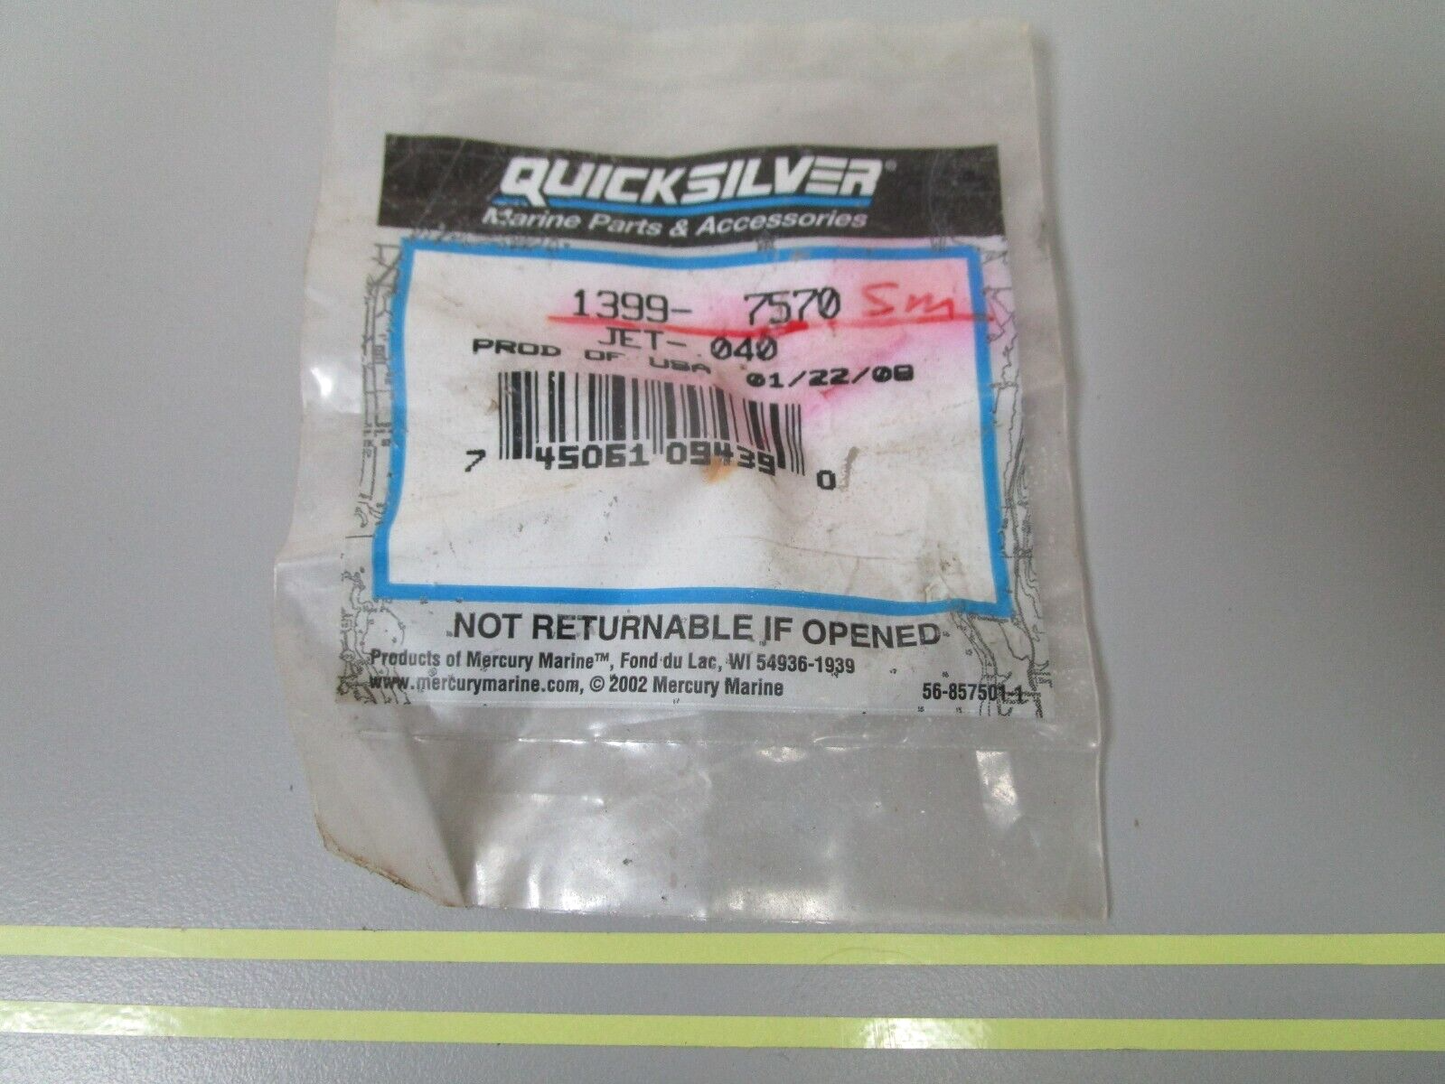 QUICKSILVER®
Marine Parts & Accessories
1399- 7570 Sm
JET- .040
PROD OF USA 01/22/08
7 45061 09439 0
NOT RETURNABLE IF OPENED
Products of Mercury Marine™, Fond du Lac, WI 54936-1939
www.mercurymarine.com, © 2002 Mercury Marine 56-857501-1